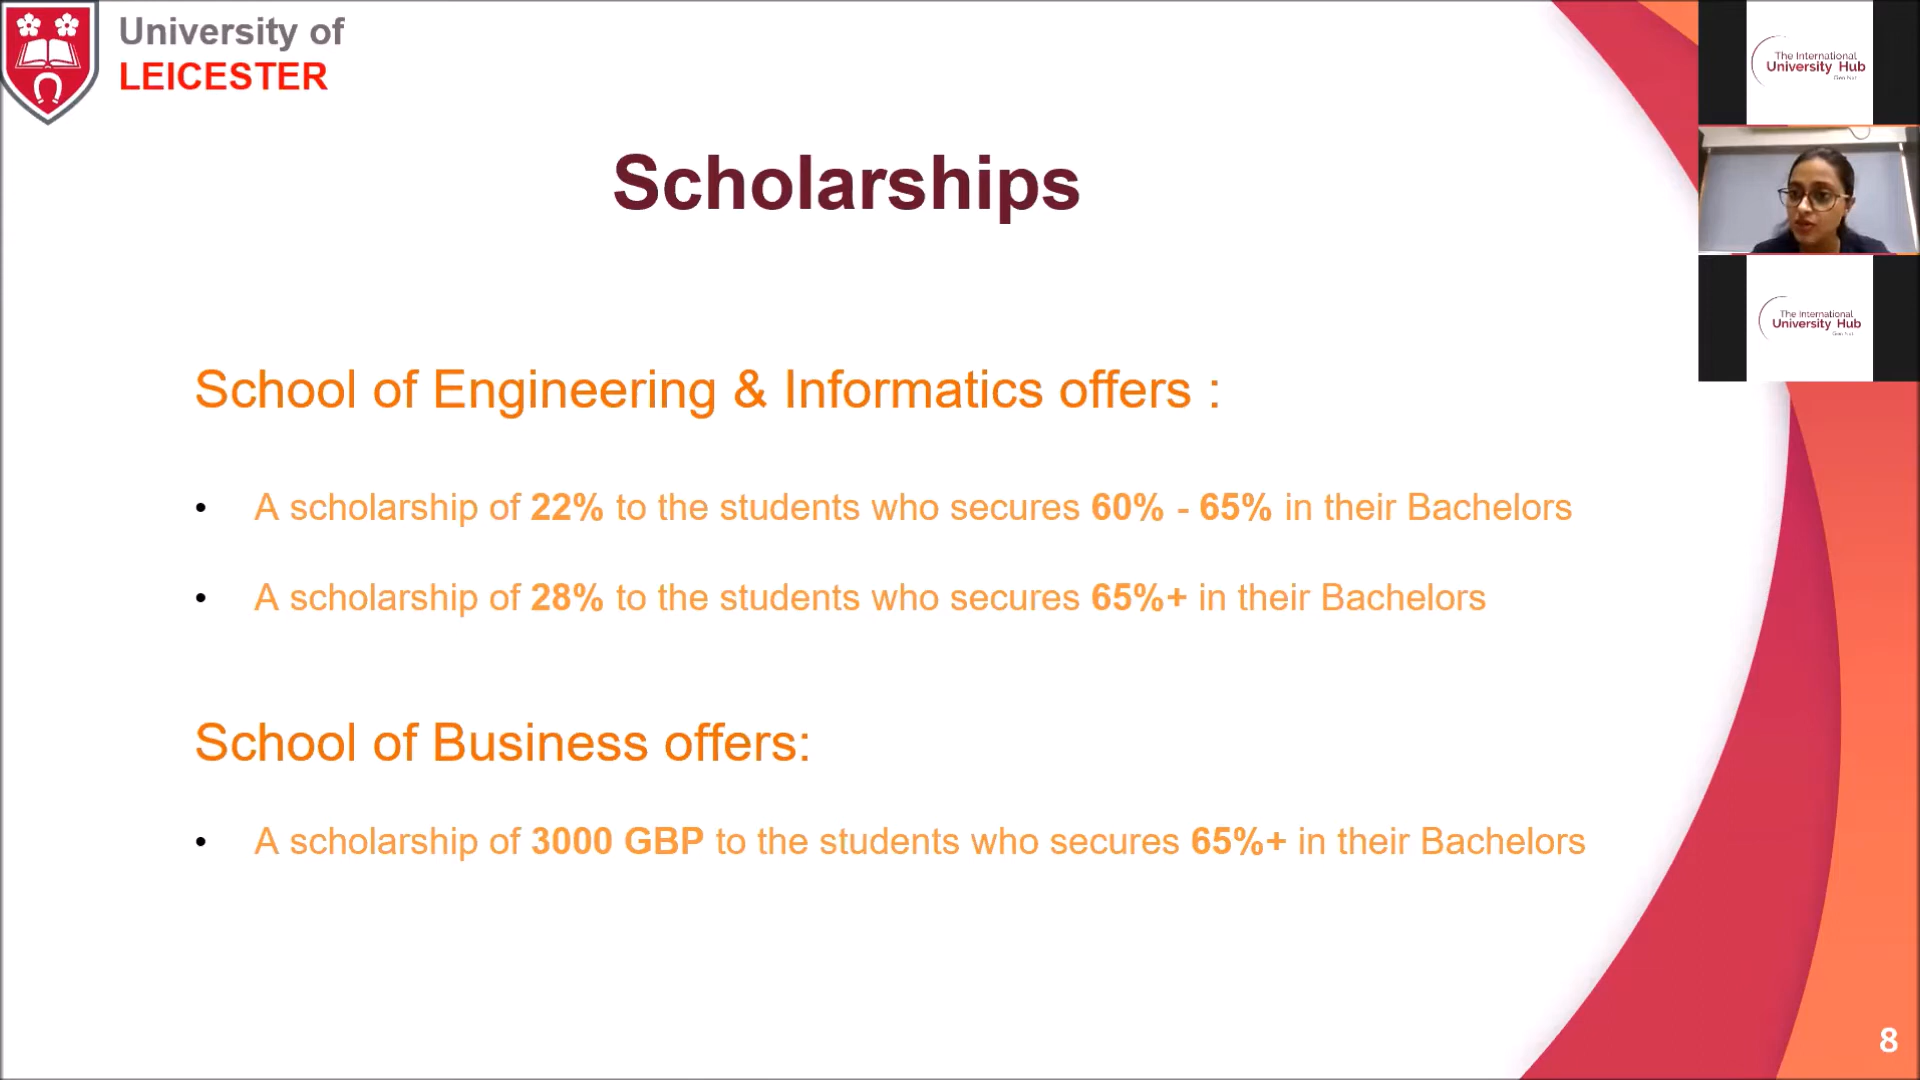 University of
LEICESTER
Scholarships
School of Engineering & Informatics offers :
• A scholarship of 22% to the students who secures 60% - 65% in their Bachelors
• A scholarship of 28% to the students who secures 65%+ in their Bachelors
School of Business offers:
• A scholarship of 3000 GBP to the students who secures 65%+ in their Bachelors
The International
University Hub
The International
University Hub
8